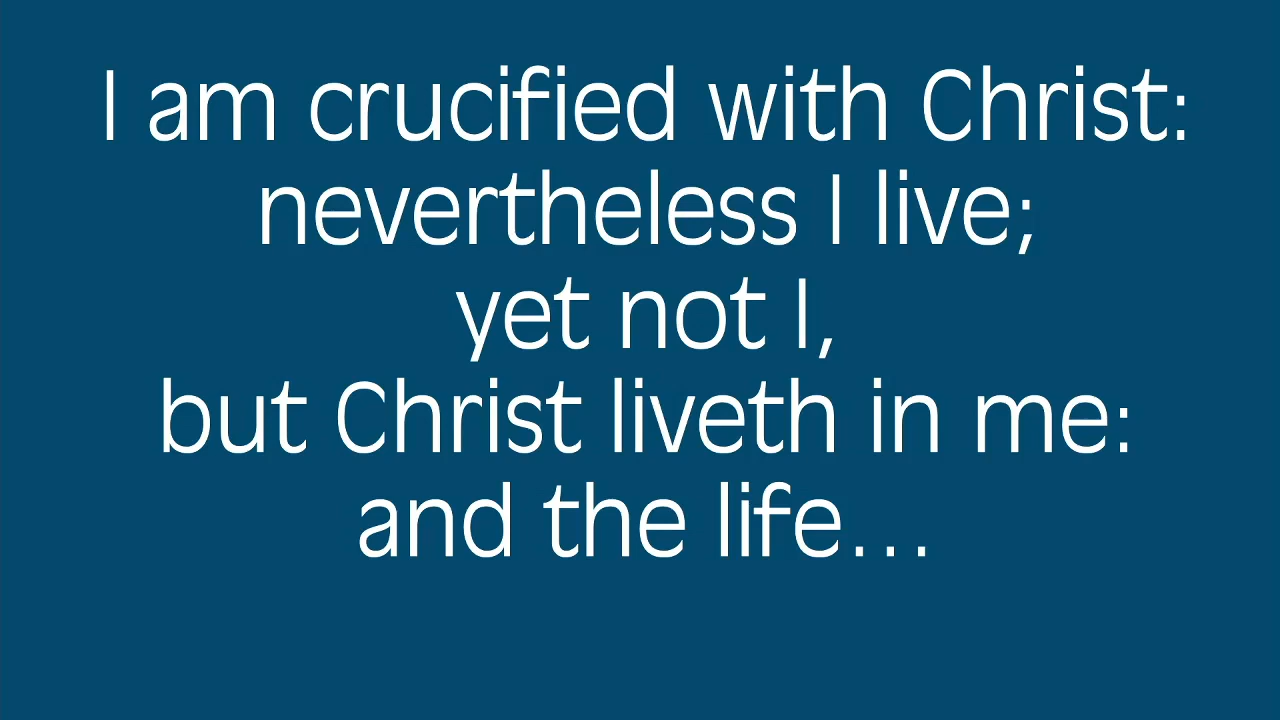 I am crucified with Christ:
nevertheless I live;
yet not I,
but Christ liveth in me:
and the life…